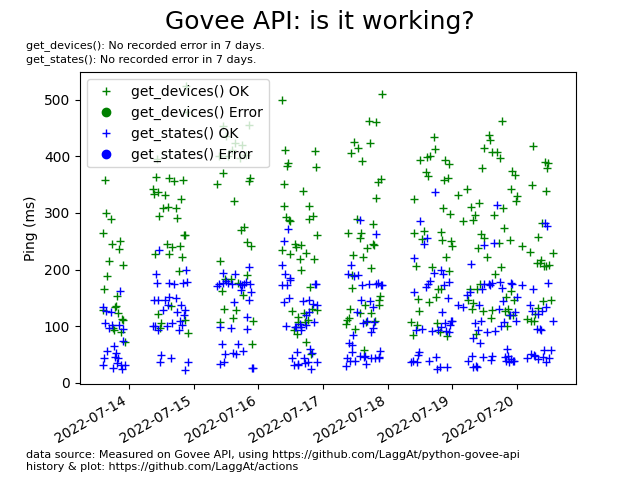 Govee API: is it working?
get_devices(): No recorded error in 7 days.
get_states(): No recorded error in 7 days.
get_devices() OK
get_devices() Error
get_states() OK
get_states() Error
Ping (ms)
500
400
300
200
100
0
2022-07-14
2022-07-15
2022-07-16
2022-07-17
2022-07-18
2022-07-19
2022-07-20
data source: Measured on Govee API, using https://github.com/LaggAt/python-govee-api
history & plot: https://github.com/LaggAt/actions